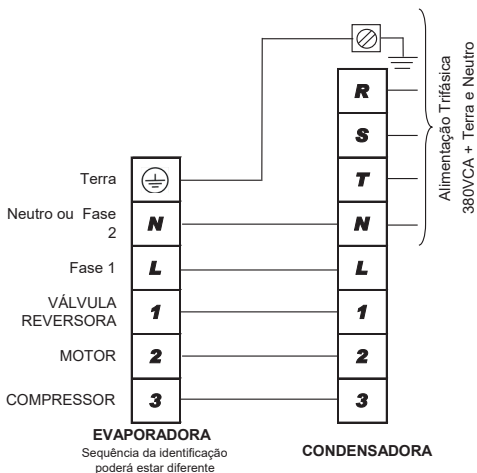 R
S
T
N
L
1
2
3
Alimentação Trifásica
380VCA + Terra e Neutro
Terra
Neutro ou Fase
2
N
Fase 1
L
VÁLVULA
REVERSORA
1
MOTOR
2
COMPRESSOR
3
EVAPORADORA
Sequência da identificação
poderá estar diferente
CONDENSADORA